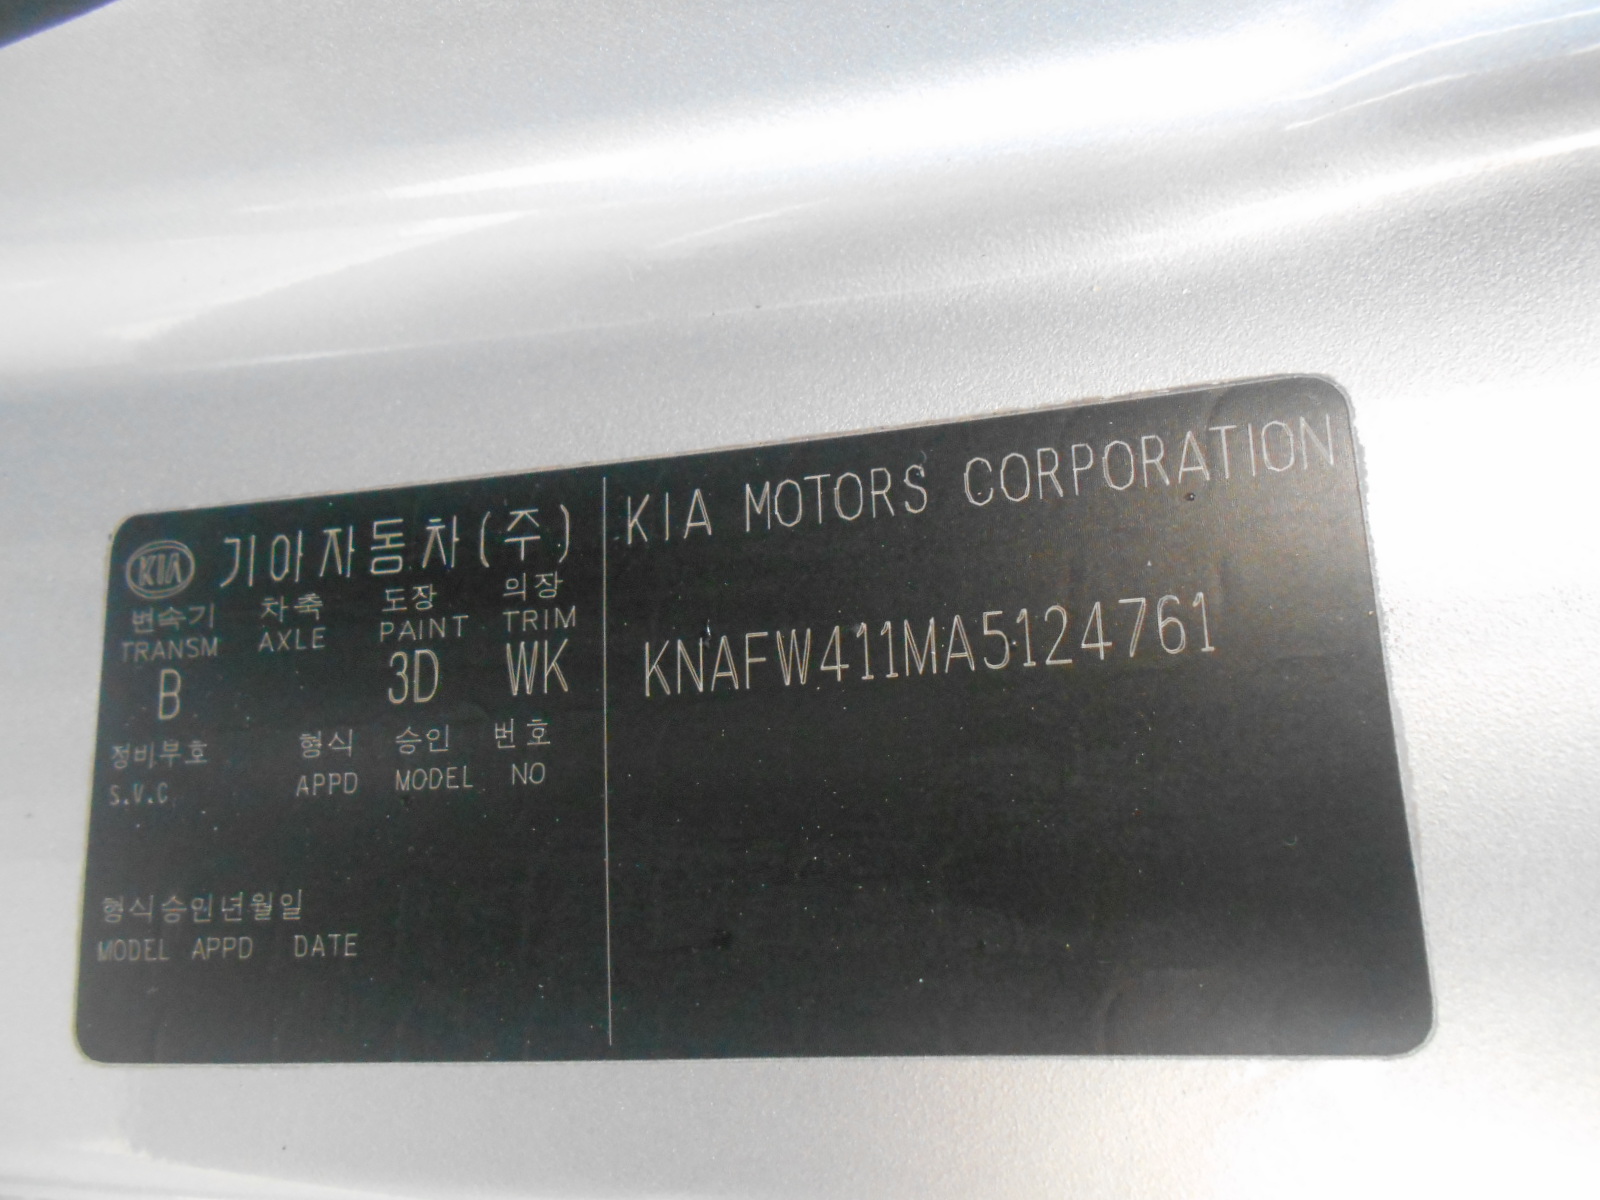 KIA 기아자동차(주)
변속기 차축 도장 의장
TRANSM AXLE PAINT TRIM
B 3D WK
정비부호 형식 승인 번호
S.V.C. APPD MODEL NO
형식승인년월일
MODEL APPD DATE
KIA MOTORS CORPORATION
KNAFW411MA5124761